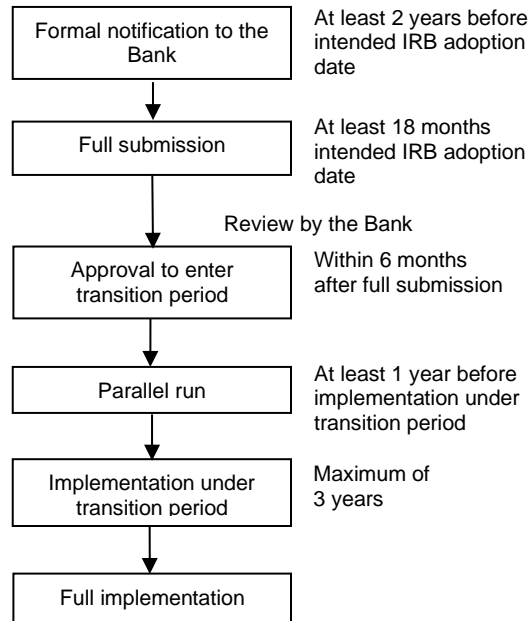 Formal notification to the
Bank
At least 2 years before
intended IRB adoption
date
Full submission
At least 18 months
intended IRB adoption
date
Review by the Bank
Approval to enter
transition period
Within 6 months
after full submission
Parallel run
At least 1 year before
implementation under
transition period
Implementation under
transition period
Maximum of
3 years
Full implementation